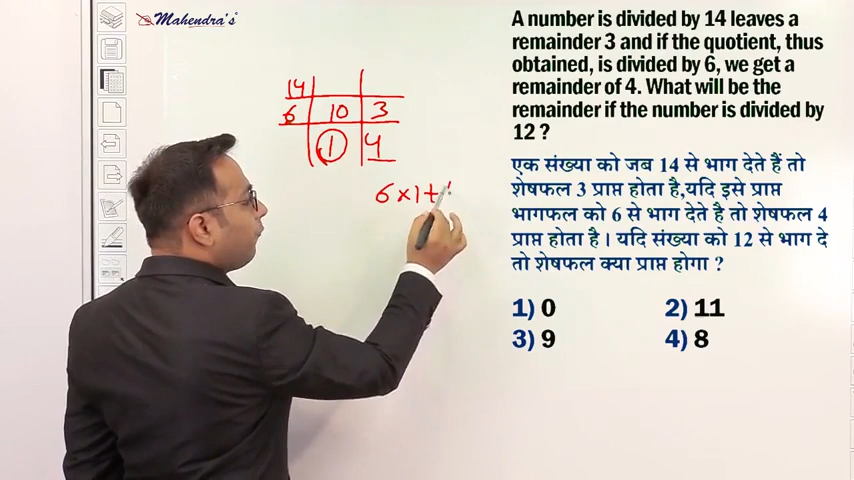 Mahendra's
A number is divided by 14 leaves a
remainder 3 and if the quotient, thus
obtained, is divided by 6, we get a
remainder of 4. What will be the
remainder if the number is divided by
12 ?
एक संख्या को जब 14 से भाग देते हैं तो
शेषफल 3 प्राप्त होता है,यदि इसे प्राप्त
भागफल को 6 से भाग देते है तो शेषफल 4
प्राप्त होता है । यदि संख्या को 12 से भाग दे
तो शेषफल क्या प्राप्त होगा ?
1) 0 2) 11
3) 9 4) 8
14
6 10 3
1 4
6 × 1 +